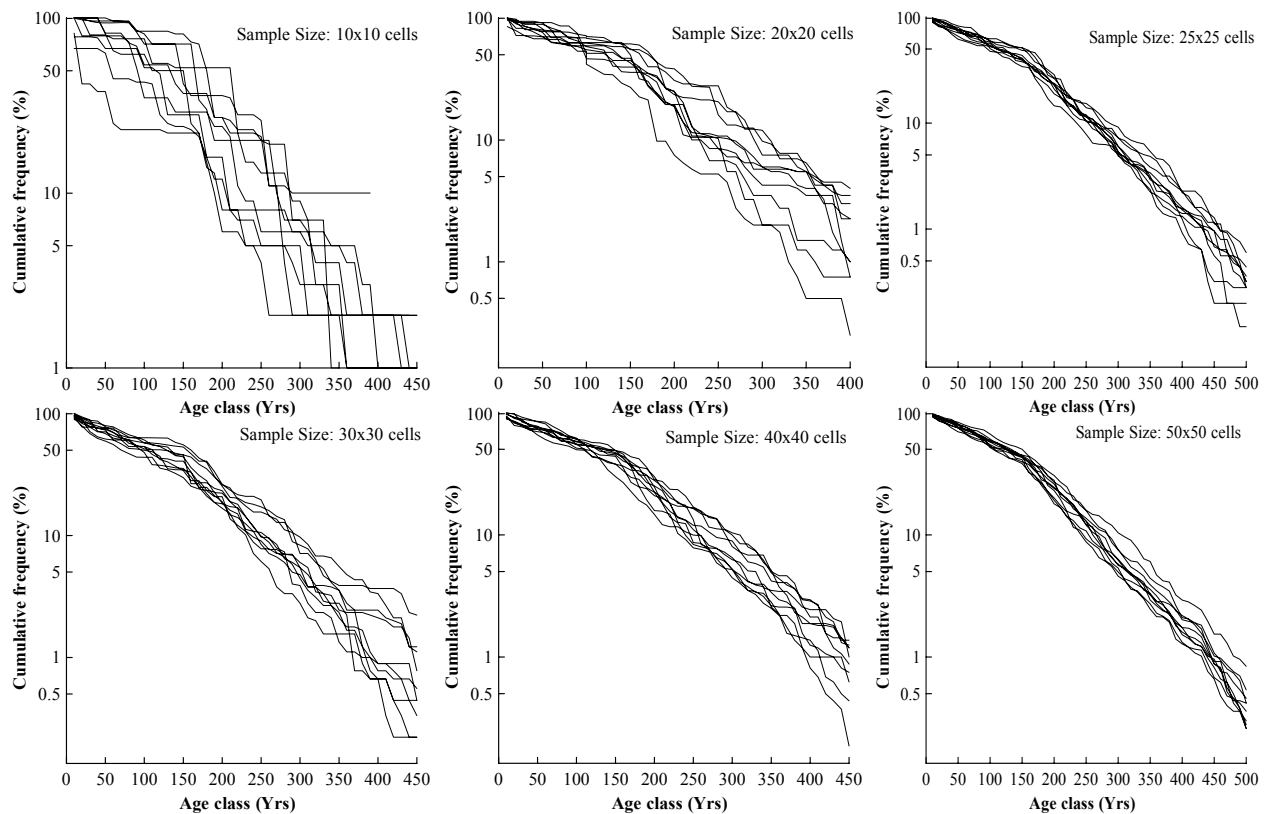 Sample Size: 10x10 cells
Cumulative frequency (%)
100
50
10
5
1
0 50 100 150 200 250 300 350 400 450
Age class (Yrs)
Sample Size: 20x20 cells
Cumulative frequency (%)
100
50
10
5
1
0.5
0 50 100 150 200 250 300 350 400
Age class (Yrs)
Sample Size: 25x25 cells
Cumulative frequency (%)
100
50
10
5
1
0.5
0 50 100 150 200 250 300 350 400 450 500
Age class (Yrs)
Sample Size: 30x30 cells
Cumulative frequency (%)
100
50
10
5
1
0.5
0 50 100 150 200 250 300 350 400 450
Age class (Yrs)
Sample Size: 40x40 cells
Cumulative frequency (%)
100
50
10
5
1
0.5
0 50 100 150 200 250 300 350 400 450
Age class (Yrs)
Sample Size: 50x50 cells
Cumulative frequency (%)
100
50
10
5
1
0.5
0 50 100 150 200 250 300 350 400 450 500
Age class (Yrs)